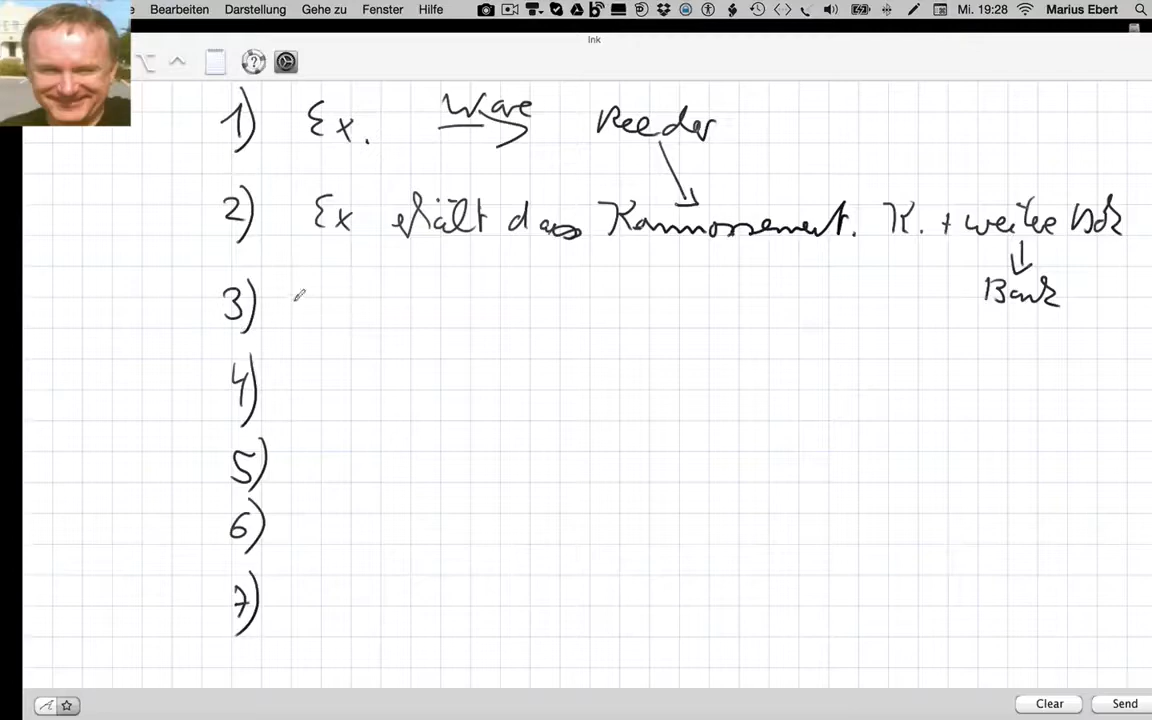 Bearbeiten Darstellung Gehe zu Fenster Hilfe Mi. 19:28 Marius Ebert
Ink
1) Ex. Ware Reeder
2) Ex erhält das Konnossement. K. + weitere Dok
Bank
3)
4)
5)
6)
7)
Clear Send